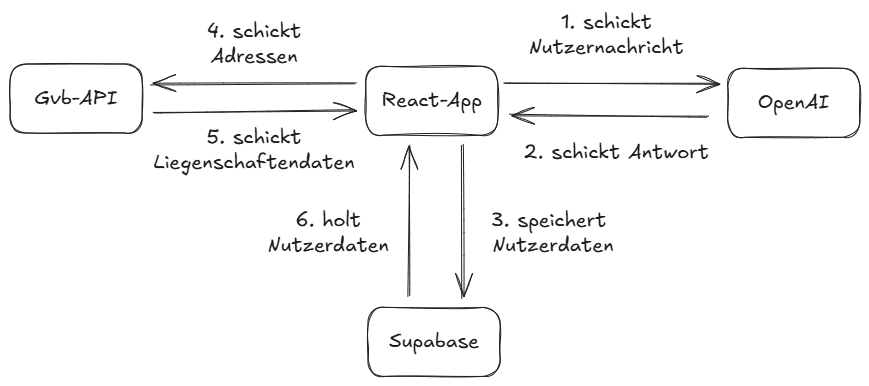 4. schickt
Adressen
1. schickt
Nutzernachricht
Gvb-API
React-App
OpenAI
5. schickt
Liegenschaftendaten
2. schickt Antwort
6. holt
Nutzerdaten
3. speichert
Nutzerdaten
Supabase